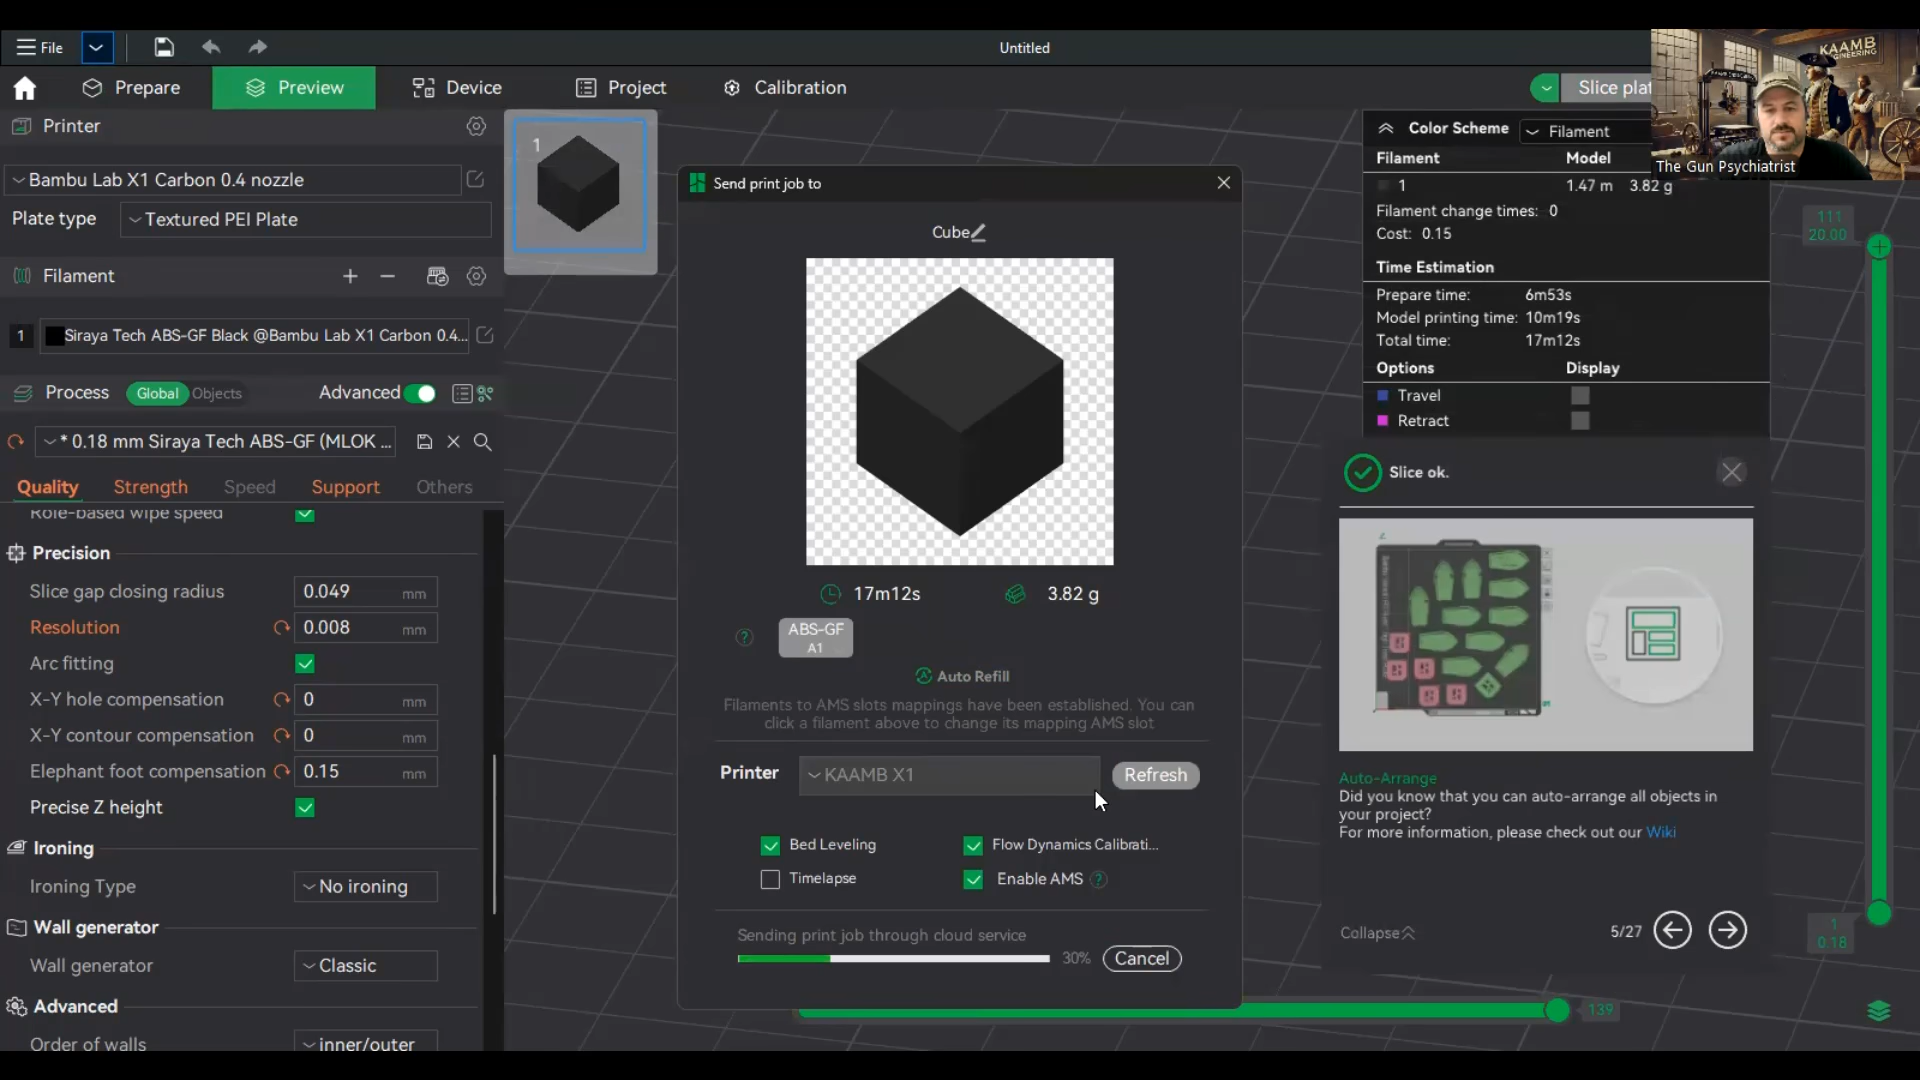 File
Untitled
Prepare
Preview
Device
Project
Calibration
Slice plat
KAAMB
The Gun Psychiatrist
Printer
Bambu Lab X1 Carbon 0.4 nozzle
Plate type
Textured PEI Plate
Filament
1
Siraya Tech ABS-GF Black @Bambu Lab X1 Carbon 0.4...
Process
Global
Objects
Advanced
* 0.18 mm Siraya Tech ABS-GF (MLOK ...
Quality
Strength
Speed
Support
Others
Role-based wipe speed
Precision
Slice gap closing radius
0.049 mm
Resolution
0.008 mm
Arc fitting
X-Y hole compensation
0 mm
X-Y contour compensation
0 mm
Elephant foot compensation
0.15 mm
Precise Z height
Ironing
Ironing Type
No ironing
Wall generator
Wall generator
Classic
Advanced
Order of walls
inner/outer
1
Send print job to
Cube
17m12s
3.82 g
ABS-GF
A1
Auto Refill
Filaments to AMS slots mappings have been established. You can
click a filament above to change its mapping AMS slot
Printer
KAAMB X1
Refresh
Bed Leveling
Flow Dynamics Calibrati...
Timelapse
Enable AMS
Sending print job through cloud service
30%
Cancel
139
Color Scheme
Filament
Filament Model
1 1.47 m 3.82 g
Filament change times: 0
Cost: 0.15
Time Estimation
Prepare time: 6m53s
Model printing time: 10m19s
Total time: 17m12s
Options Display
Travel
Retract
111
20.00
Slice ok.
Auto-Arrange
Did you know that you can auto-arrange all objects in
your project?
For more information, please check out our Wiki
Collapse
5/27
1
0.18